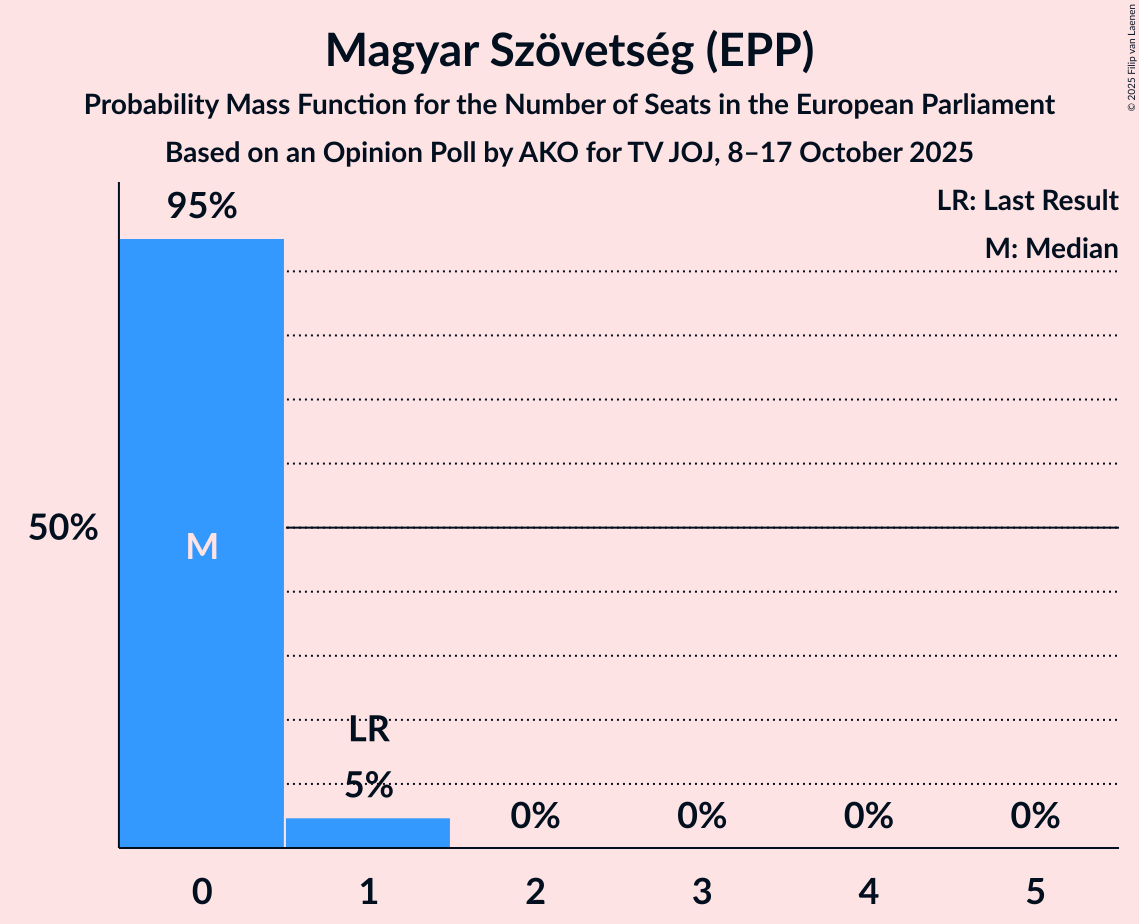 Magyar Szövetség (EPP)
Probability Mass Function for the Number of Seats in the European Parliament
Based on an Opinion Poll by AKO for TV JOJ, 8–17 October 2025
© 2025 Filip van Laenen
LR: Last Result
M: Median
95%
50%
M
LR
5%
0%
0%
0%
0%
0
1
2
3
4
5